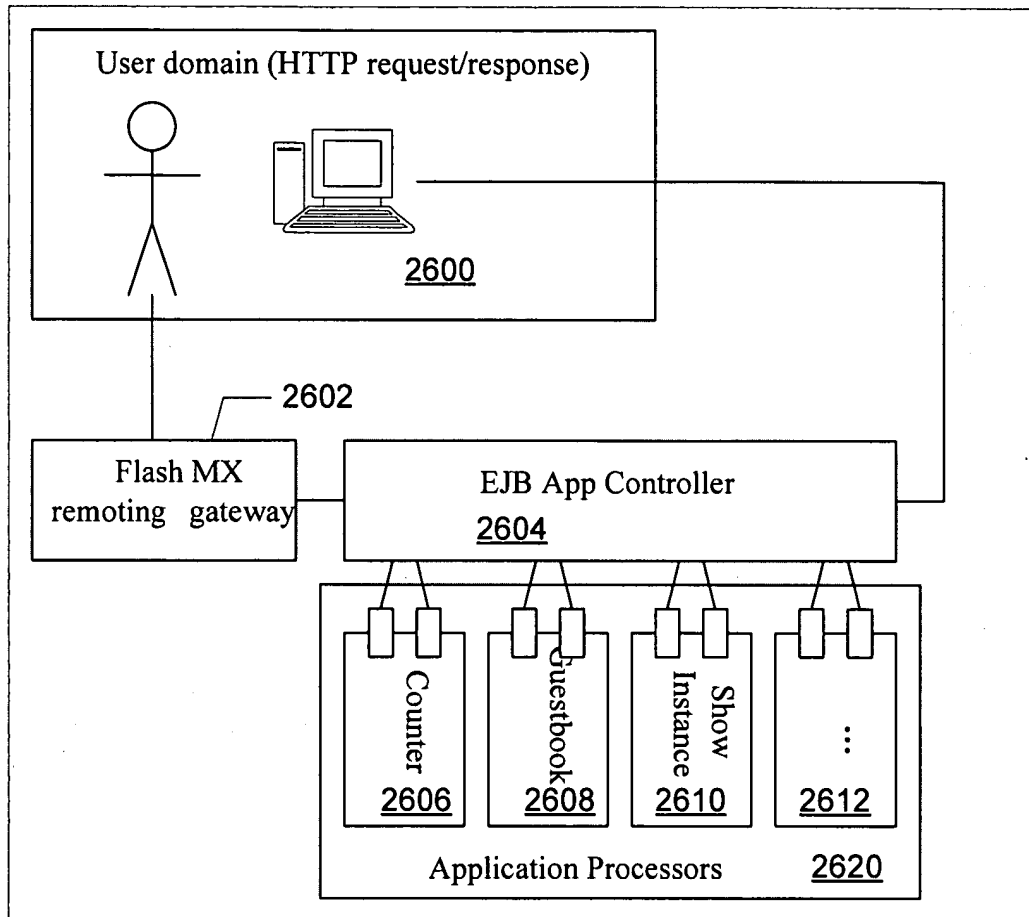 User domain (HTTP request/response)
2600
2602
Flash MX
remoting gateway
EJB App Controller
2604
Counter
2606
Guestbook
2608
Show
Instance
2610
...
2612
Application Processors
2620